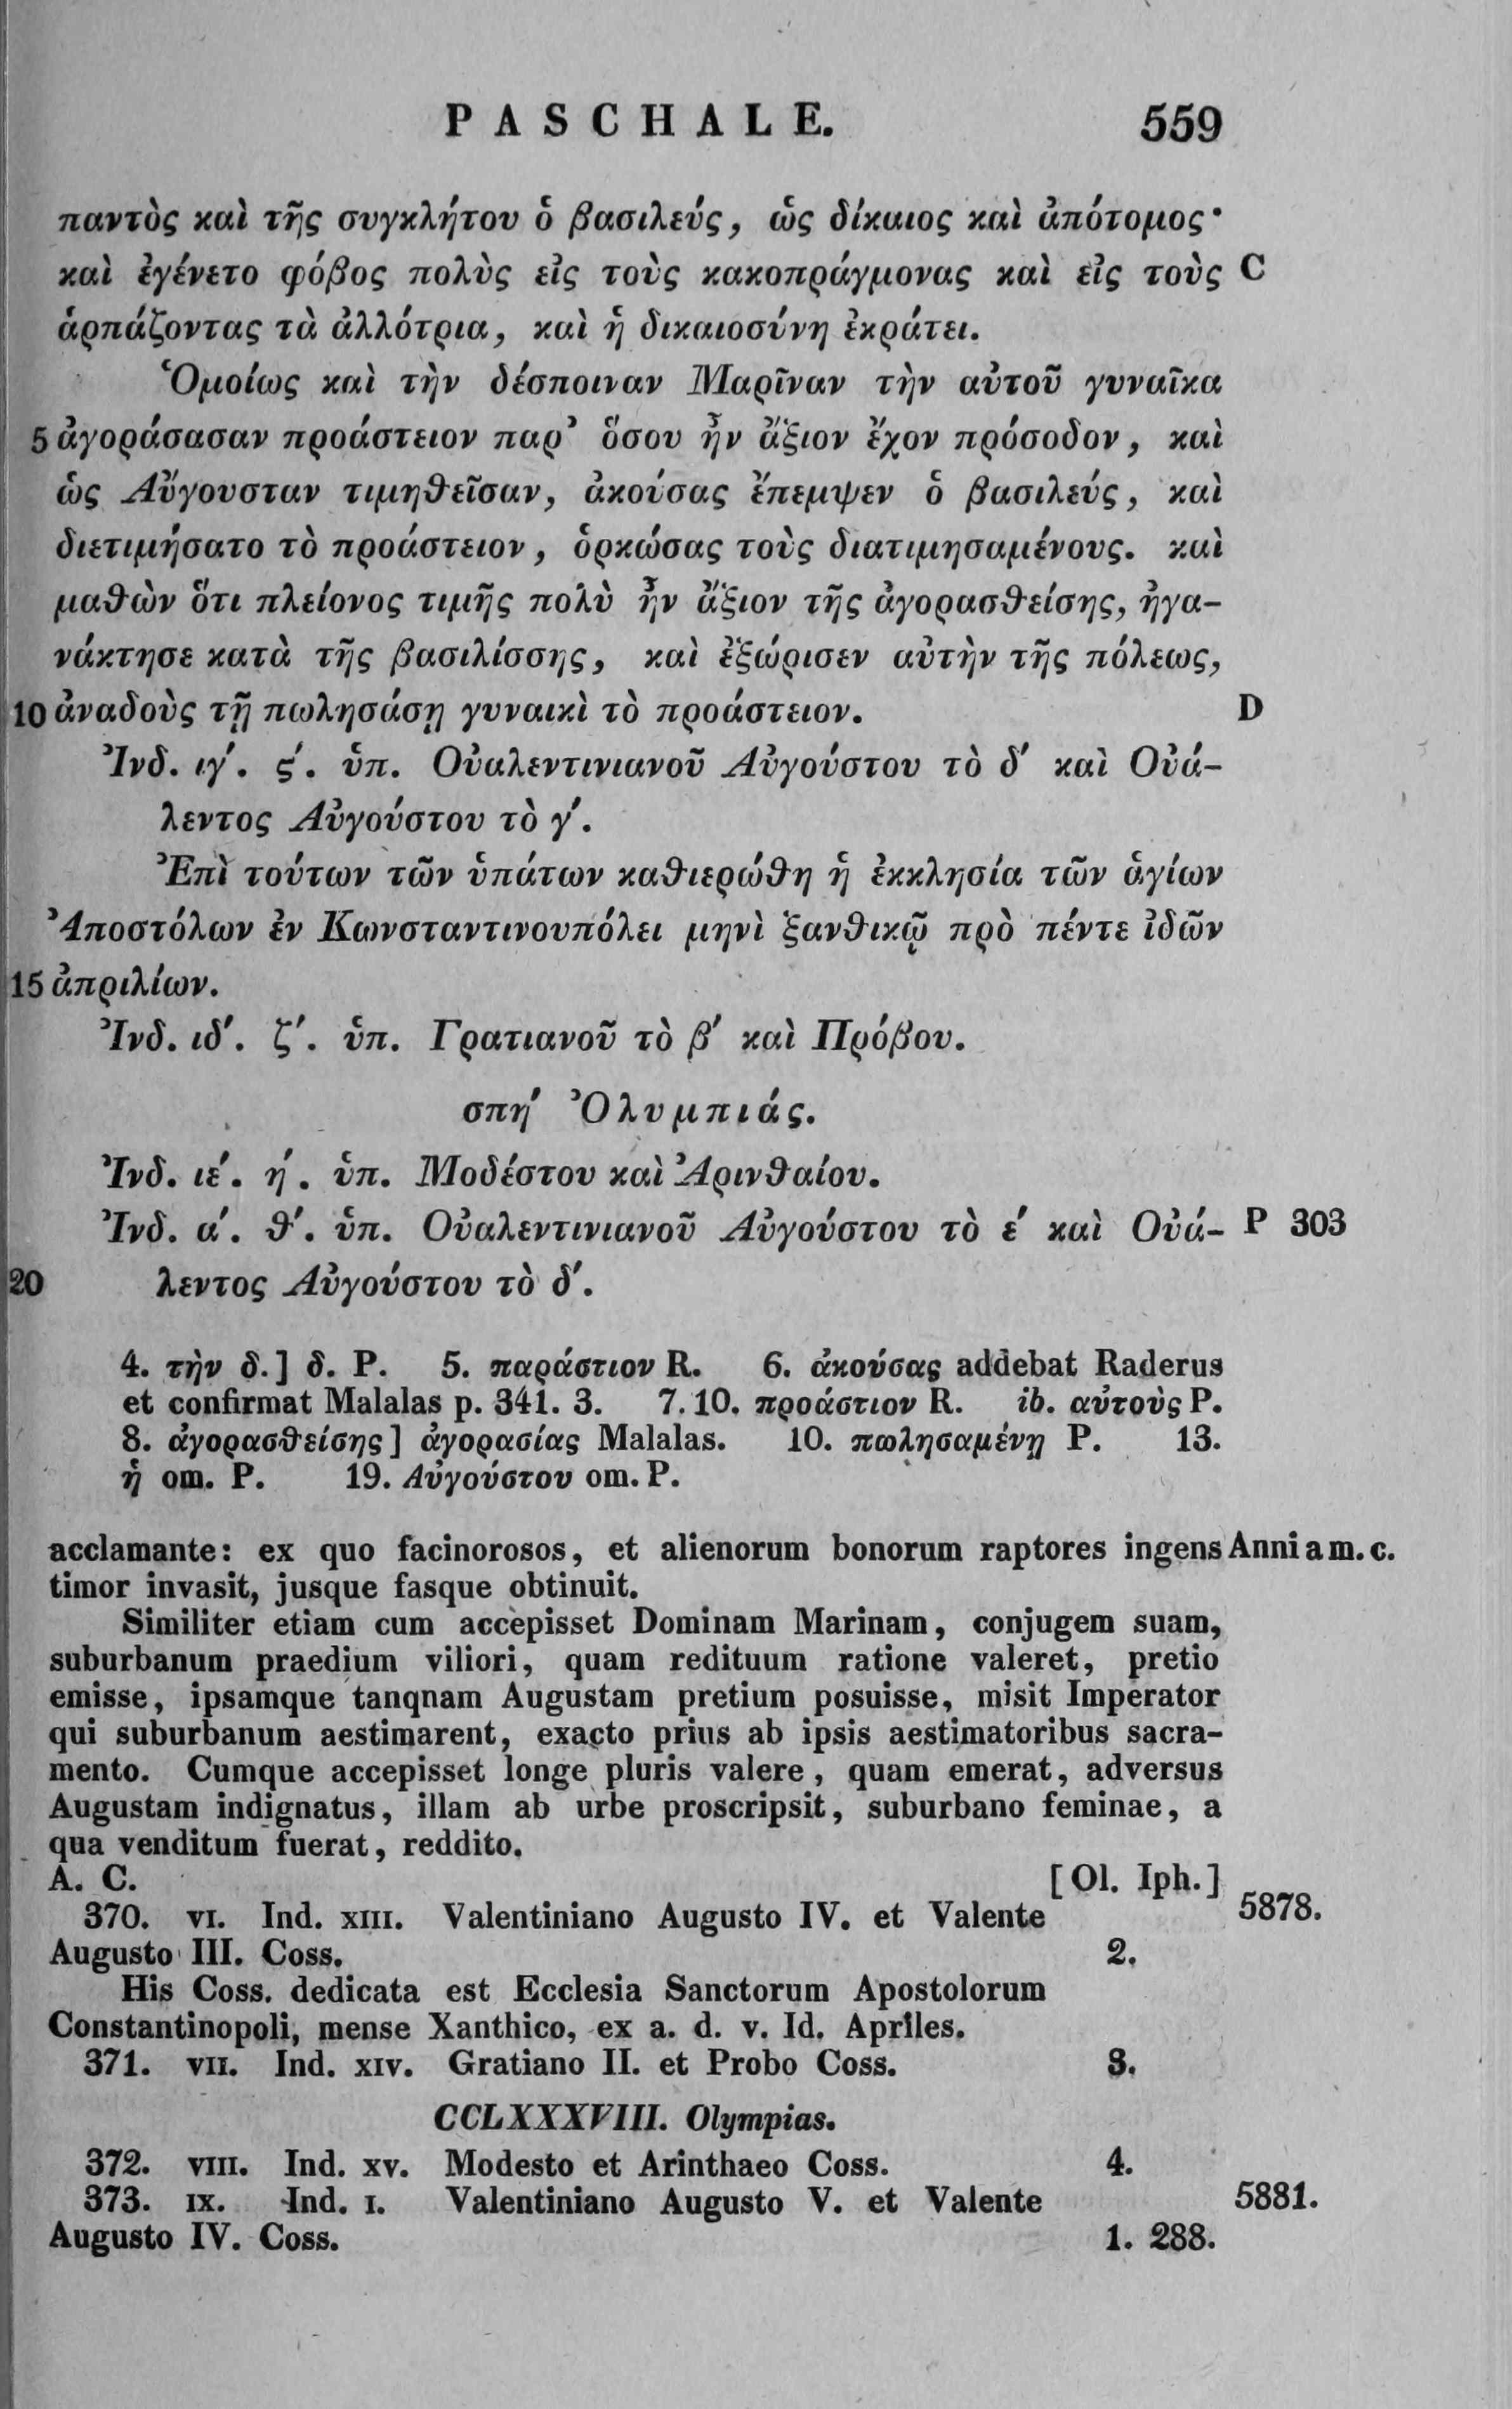 PASCHALE. 559
παντὸς καὶ τῆς συγκλήτου ὁ βασιλεύς, ὡς δίκαιος καὶ ἀπότομος·
καὶ ἐγένετο φόβος πολὺς εἰς τοὺς κακοπράγμονας καὶ εἰς τοὺς C
ἁρπάζοντας τὰ ἀλλότρια, καὶ ἡ δικαιοσύνη ἐκράτει.
Ὁμοίως καὶ τὴν δέσποιναν Μαρῖναν τὴν αὐτοῦ γυναῖκα
5 ἀγοράσασαν προάστειον παρ᾽ ὅσου ἦν ἄξιον ἔχον πρόσοδον, καὶ
ὡς Αὔγουσταν τιμηθεῖσαν, ἀκούσας ἔπεμψεν ὁ βασιλεύς, καὶ
διετιμήσατο τὸ προάστειον, ὁρκώσας τοὺς διατιμησαμένους. καὶ
μαθὼν ὅτι πλείονος τιμῆς πολὺ ἦν ἄξιον τῆς ἀγορασθείσης, ἠγα-
νάκτησε κατὰ τῆς βασιλίσσης, καὶ ἐξώρισεν αὐτὴν τῆς πόλεως,
10 ἀναδοὺς τῇ πωλησάσῃ γυναικὶ τὸ προάστειον. D
Ἰνδ. ιγ΄. ς΄. ὑπ. Οὐαλεντινιανοῦ Αὐγούστου τὸ δ΄ καὶ Οὐά-
λεντος Αὐγούστου τὸ γ΄.
Ἐπὶ τούτων τῶν ὑπάτων καθιερώθη ἡ ἐκκλησία τῶν ἁγίων
Ἀποστόλων ἐν Κωνσταντινουπόλει μηνὶ ξανθικῷ πρὸ πέντε ἰδῶν
15 ἀπριλίων.
Ἰνδ. ιδ΄. ζ΄. ὑπ. Γρατιανοῦ τὸ β΄ καὶ Πρόβου.
σπη΄ Ὀλυμπιάς.
Ἰνδ. ιε΄. η΄. ὑπ. Μοδέστου καὶ Ἀρινθαίου.
Ἰνδ. α΄. θ΄. ὑπ. Οὐαλεντινιανοῦ Αὐγούστου τὸ ε΄ καὶ Οὐά- P 303
20 λεντος Αὐγούστου τὸ δ΄.
4. τὴν δ.] δ. P. 5. παράστιον R. 6. ἀκούσας addebat Raderus
et confirmat Malalas p. 341. 3. 7. 10. προάστιον R. ib. αὐτοὺς P.
8. ἀγορασθείσης] ἀγορασίας Malalas. 10. πωλησαμένῃ P. 13.
ἡ om. P. 19. Αὐγούστου om. P.
acclamante: ex quo facinorosos, et alienorum bonorum raptores ingens Anni a m. c.
timor invasit, jusque fasque obtinuit.
Similiter etiam cum accepisset Dominam Marinam, conjugem suam,
suburbanum praedium viliori, quam redituum ratione valeret, pretio
emisse, ipsamque tanqnam Augustam pretium posuisse, misit Imperator
qui suburbanum aestimarent, exacto prius ab ipsis aestimatoribus sacra-
mento. Cumque accepisset longe pluris valere, quam emerat, adversus
Augustam indignatus, illam ab urbe proscripsit, suburbano feminae, a
qua venditum fuerat, reddito.
A. C. [Ol. Iph.]
370. VI. Ind. XIII. Valentiniano Augusto IV. et Valente 5878.
Augusto III. Coss. 2.
His Coss. dedicata est Ecclesia Sanctorum Apostolorum
Constantinopoli, mense Xanthico, ex a. d. v. Id. Apriles.
371. VII. Ind. XIV. Gratiano II. et Probo Coss. 3.
CCLXXXVIII. Olympias.
372. VIII. Ind. XV. Modesto et Arinthaeo Coss. 4.
373. IX. Ind. I. Valentiniano Augusto V. et Valente 5881.
Augusto IV. Coss. 1. 288.